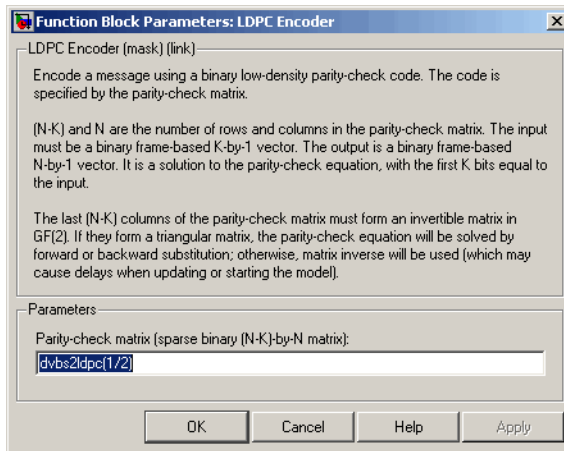 Function Block Parameters: LDPC Encoder
LDPC Encoder (mask) (link)
Encode a message using a binary low-density parity-check code. The code is
specified by the parity-check matrix.
(N-K) and N are the number of rows and columns in the parity-check matrix. The input
must be a binary frame-based K-by-1 vector. The output is a binary frame-based
N-by-1 vector. It is a solution to the parity-check equation, with the first K bits equal to
the input.
The last (N-K) columns of the parity-check matrix must form an invertible matrix in
GF(2). If they form a triangular matrix, the parity-check equation will be solved by
forward or backward substitution; otherwise, matrix inverse will be used (which may
cause delays when updating or starting the model).
Parameters
Parity-check matrix (sparse binary (N-K)-by-N matrix):
dvbs2ldpc(1/2)
OK Cancel Help Apply